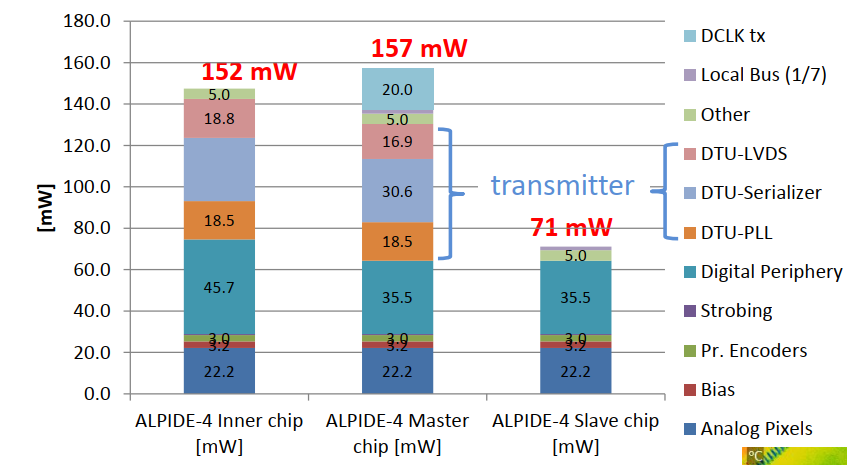 180.0
160.0
140.0
120.0
100.0
80.0
60.0
40.0
20.0
0.0
[mW]
152 mW
5.0
18.8
18.5
45.7
3.0
3.2
22.2
157 mW
20.0
5.0
16.9
30.6
18.5
35.5
3.0
3.2
22.2
transmitter
71 mW
5.0
35.5
3.0
3.2
22.2
ALPIDE-4 Inner chip
[mW]
ALPIDE-4 Master
chip [mW]
ALPIDE-4 Slave chip
[mW]
DCLK tx
Local Bus (1/7)
Other
DTU-LVDS
DTU-Serializer
DTU-PLL
Digital Periphery
Strobing
Pr. Encoders
Bias
Analog Pixels
°C